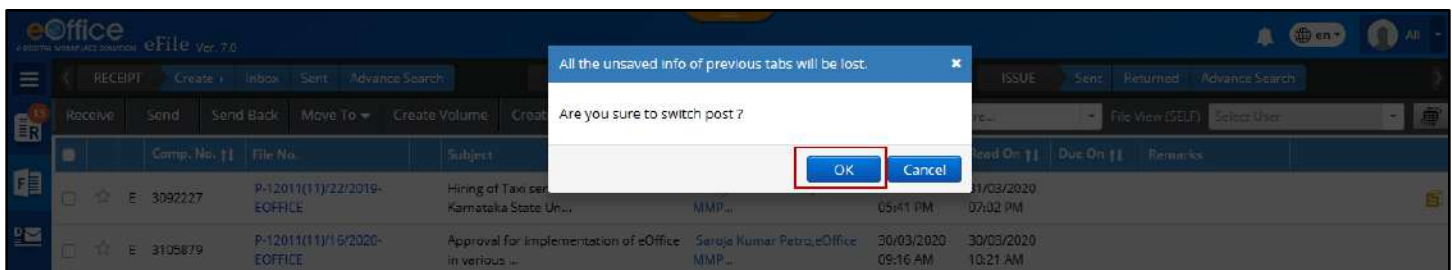 eOffice
A DIGITAL WORKPLACE SOLUTION
eFile Ver. 7.0
en
All
RECEIPT Create Inbox Sent Advance Search
ISSUE Sent Returned Advance Search
All the unsaved info of previous tabs will be lost.
Are you sure to switch post ?
OK Cancel
15
Receive Send Send Back Move To Create Volume Creat
File View (SELF) Select User
Comp. No. File No. Subject Read On Due On Remarks
E 3092227 P-12011(11)/22/2019-EOFFICE Hiring of Taxi ser
Karnataka State Un... MMP... 05:41 PM 31/03/2020 07:02 PM
E 3105879 P-12011(11)/16/2020-EOFFICE Approval for implementation of eOffice in various ... Saroja Kumar Patro,eOffice MMP... 30/03/2020 09:16 AM 30/03/2020 10:21 AM